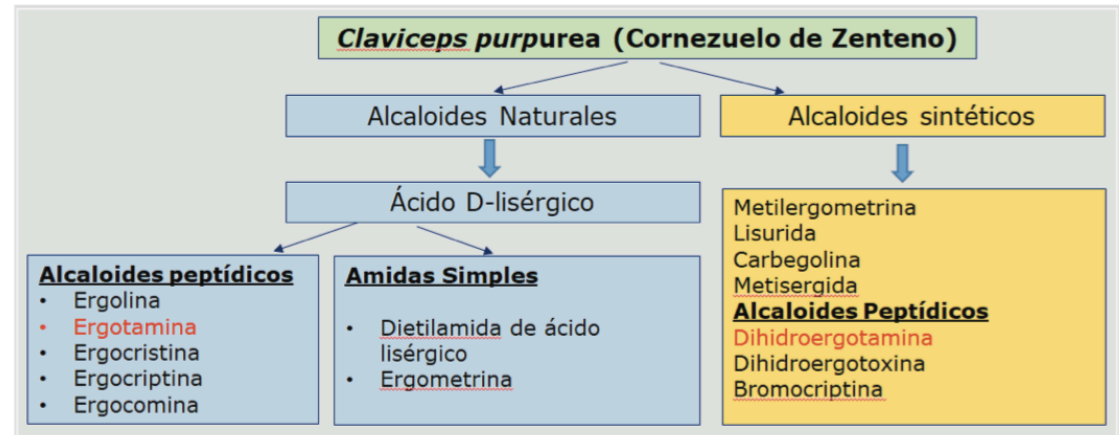 Claviceps purpurea (Cornezuelo de Zenteno)
Alcaloides Naturales
Alcaloides sintéticos
Ácido D-lisérgico
Alcaloides peptídicos
• Ergolina
• Ergotamina
• Ergocristina
• Ergocriptina
• Ergocomina
Amidas Simples
• Dietilamida de ácido
lisérgico
• Ergometrina
Metilergometrina
Lisurida
Carbegolina
Metisergida
Alcaloides Peptídicos
Dihidroergotamina
Dihidroergotoxina
Bromocriptina